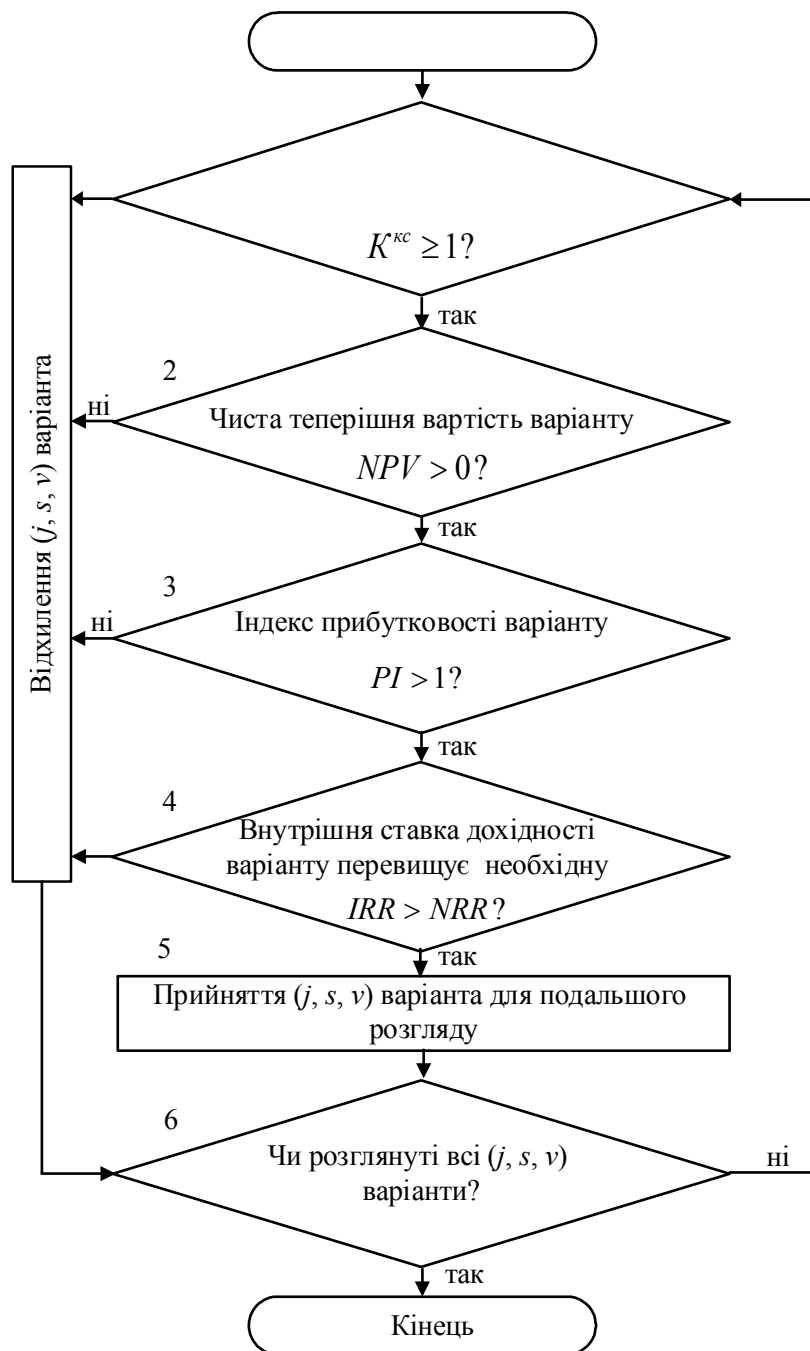 K^кс ≥ 1?
так
2
ні
Чиста теперішня вартість варіанту
NPV > 0?
так
3
ні
Індекс прибутковості варіанту
PI > 1?
так
4
Внутрішня ставка дохідності
варіанту перевищує необхідну
IRR > NRR?
так
5
Прийняття (j, s, v) варіанта для подальшого
розгляду
6
Чи розглянуті всі (j, s, v)
варіанти?
ні
так
Кінець
Відхилення (j, s, v) варіанта